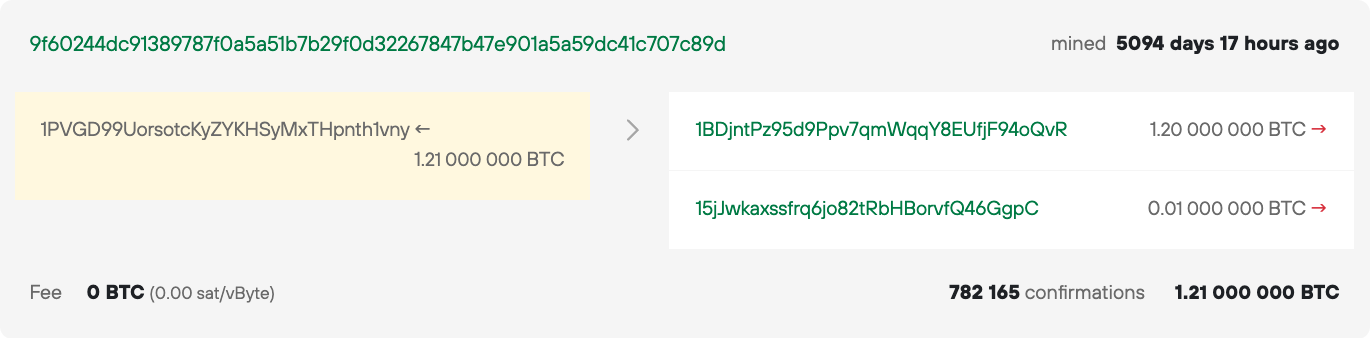 9f60244dc91389787f0a5a51b7b29f0d32267847b47e901a5a59dc41c707c89d mined 5094 days 17 hours ago
1PVGD99UorsotcKyZYKHSyMxTHpnth1vny ←
1.21 000 000 BTC
>
1BDjntPz95d9Ppv7qmWqqY8EUfjF94oQvR 1.20 000 000 BTC →
15jJwkaxssfrq6jo82tRbHBorvfQ46GgpC 0.01 000 000 BTC →
Fee 0 BTC (0.00 sat/vByte) 782 165 confirmations 1.21 000 000 BTC